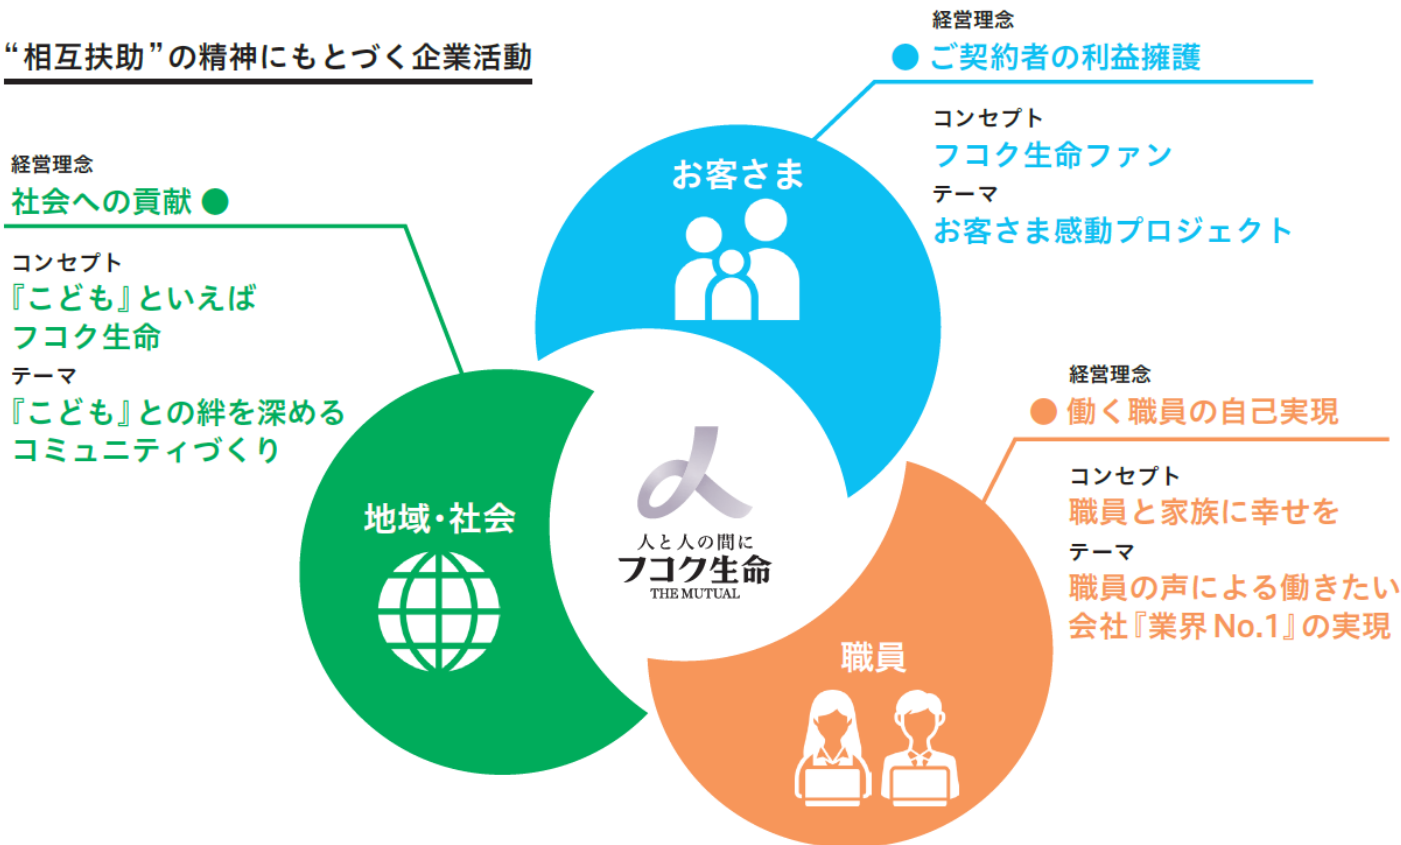 “相互扶助”の精神にもとづく企業活動
経営理念
ご契約者の利益擁護
コンセプト
フコク生命ファン
テーマ
お客さま感動プロジェクト
お客さま
経営理念
社会への貢献
コンセプト
『こども』といえば
フコク生命
テーマ
『こども』との絆を深める
コミュニティづくり
地域・社会
経営理念
働く職員の自己実現
コンセプト
職員と家族に幸せを
テーマ
職員の声による働きたい
会社『業界No.1』の実現
職員
人と人の間に
フコク生命
THE MUTUAL